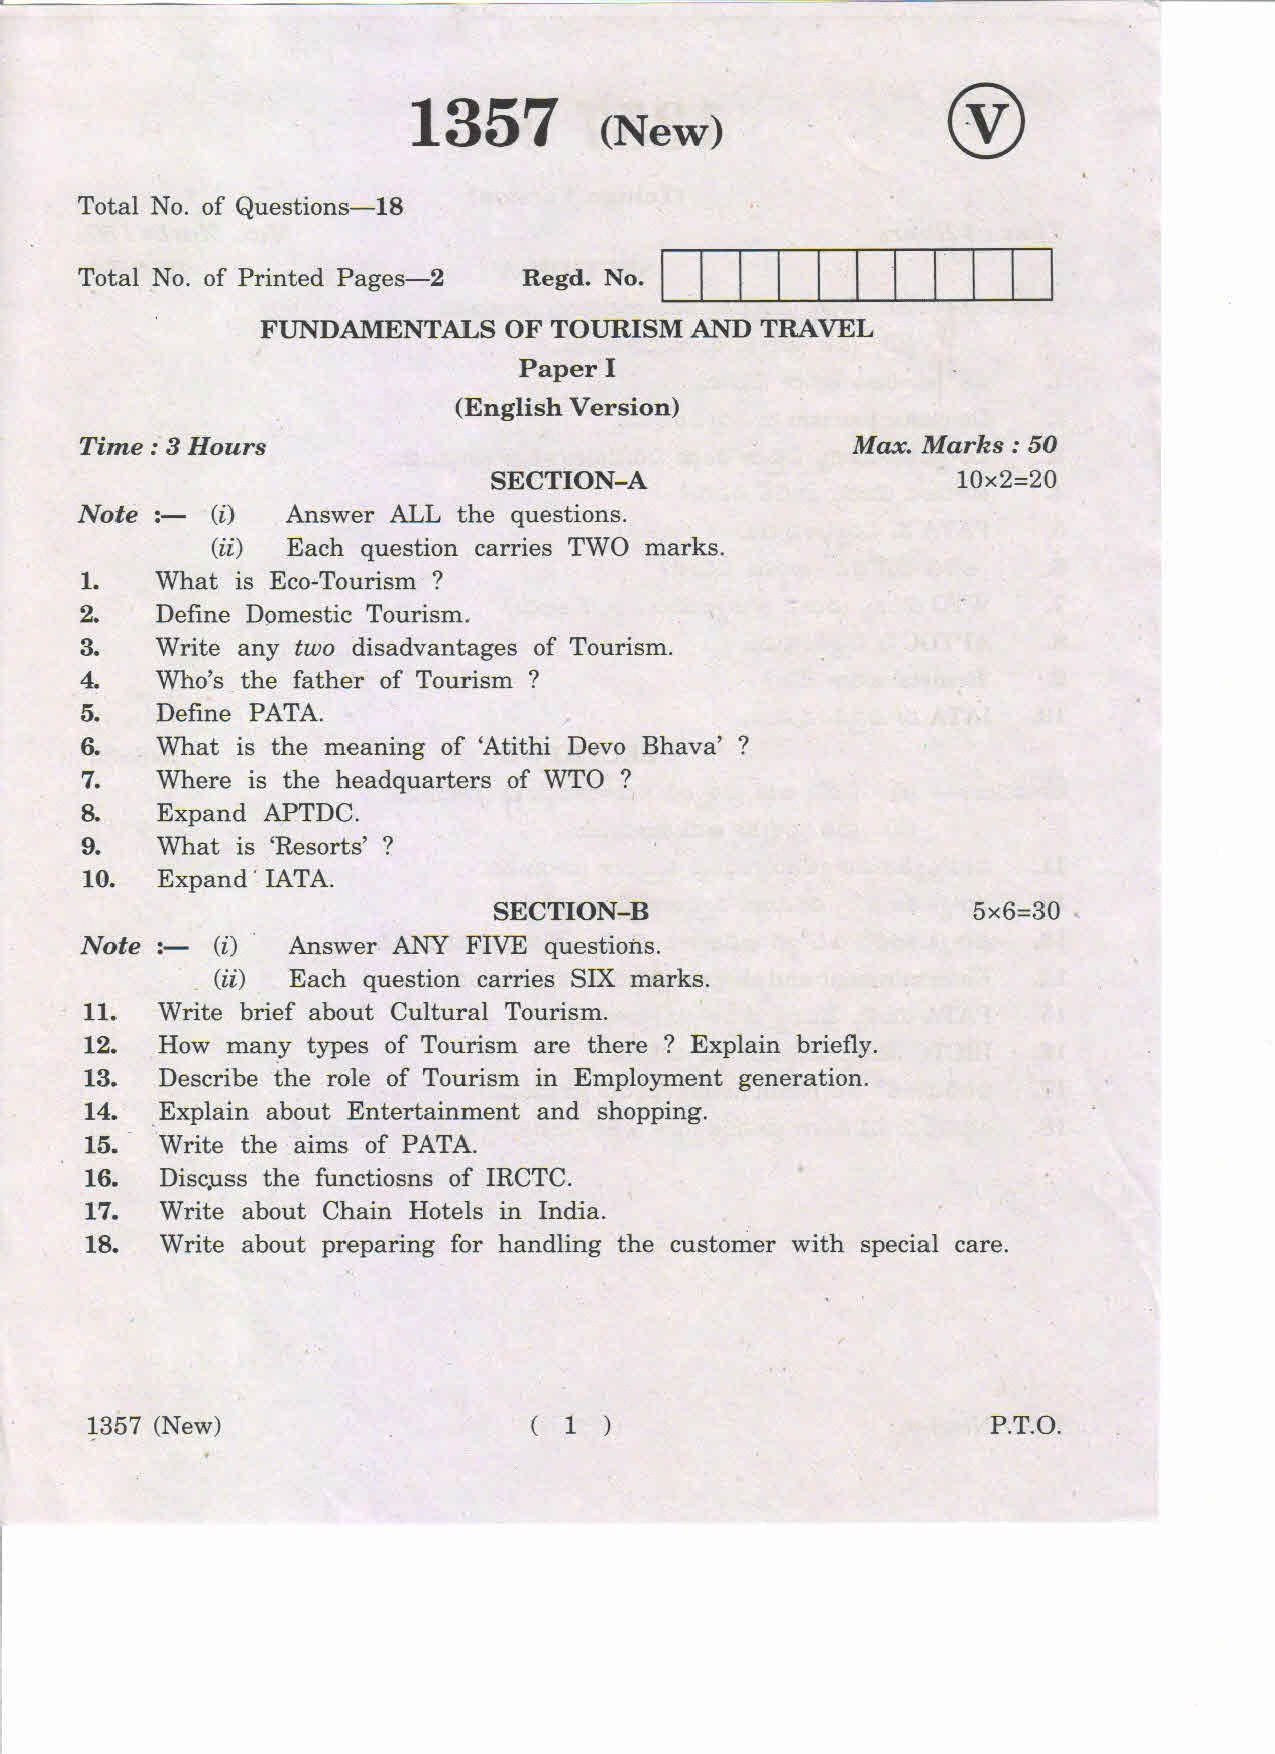 1357 (New) V
Total No. of Questions—18
Total No. of Printed Pages—2 Regd. No.
FUNDAMENTALS OF TOURISM AND TRAVEL
Paper I
(English Version)
Time : 3 Hours Max. Marks : 50
SECTION–A 10×2=20
Note :— (i) Answer ALL the questions.
(ii) Each question carries TWO marks.
1. What is Eco-Tourism ?
2. Define Domestic Tourism.
3. Write any two disadvantages of Tourism.
4. Who's the father of Tourism ?
5. Define PATA.
6. What is the meaning of ‘Atithi Devo Bhava’ ?
7. Where is the headquarters of WTO ?
8. Expand APTDC.
9. What is ‘Resorts’ ?
10. Expand IATA.
SECTION–B 5×6=30
Note :— (i) Answer ANY FIVE questions.
(ii) Each question carries SIX marks.
11. Write brief about Cultural Tourism.
12. How many types of Tourism are there ? Explain briefly.
13. Describe the role of Tourism in Employment generation.
14. Explain about Entertainment and shopping.
15. Write the aims of PATA.
16. Discuss the functiosns of IRCTC.
17. Write about Chain Hotels in India.
18. Write about preparing for handling the customer with special care.
1357 (New) ( 1 ) P.T.O.